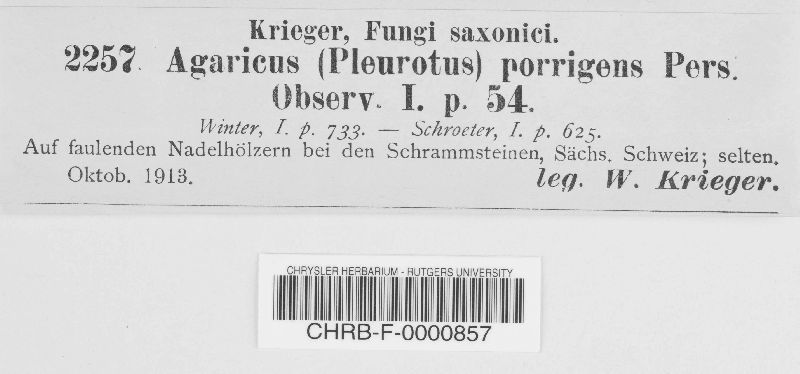 Krieger, Fungi saxonici.
2257. Agaricus (Pleurotus) porrigens Pers.
Observ. I. p. 54.
Winter, I. p. 733. — Schroeter, I. p. 625.
Auf faulenden Nadelhölzern bei den Schrammsteinen, Sächs. Schweiz; selten.
Oktob. 1913. leg. W. Krieger.
CHRYSLER HERBARIUM - RUTGERS UNIVERSITY
CHRB-F-0000857